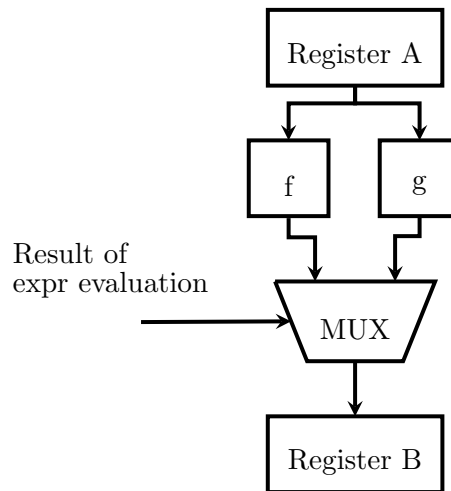 Register A
f
g
Result of
expr evaluation
MUX
Register B